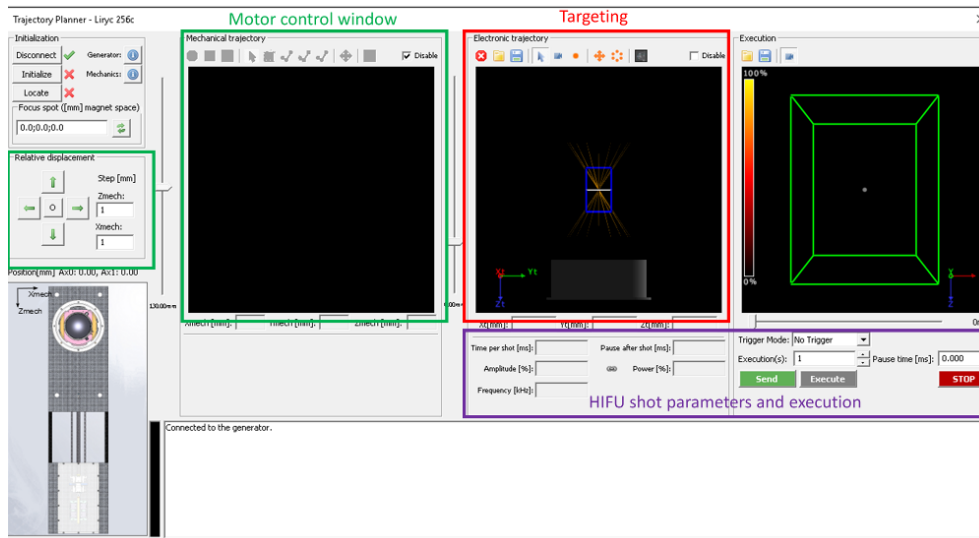 Trajectory Planner - Liryc 256c
Motor control window
Targeting
Initialization
Disconnect
Generator:
Initialize
Mechanics:
Locate
Focus spot ([mm] magnet space)
0.0;0.0;0.0
Relative displacement
Step [mm]
Zmech:
1
Xmech:
1
Position[mm] Ax0: 0.00, Ax1: 0.00
Xmech
Zmech
130.00mm
Mechanical trajectory
Disable
Xmech[mm]:
Ymech[mm]:
Zmech[mm]:
Electronic trajectory
Disable
Xt
Yt
Zt
Xt[mm]:
Yt[mm]:
Zt[mm]:
Time per shot [ms]:
Pause after shot [ms]:
Amplitude [%]:
Power [%]:
Frequency [kHz]:
HIFU shot parameters and execution
Execution
100%
0%
Trigger Mode: No Trigger
Execution(s): 1
Pause time [ms]: 0.000
Send
Execute
STOP
Connected to the generator.